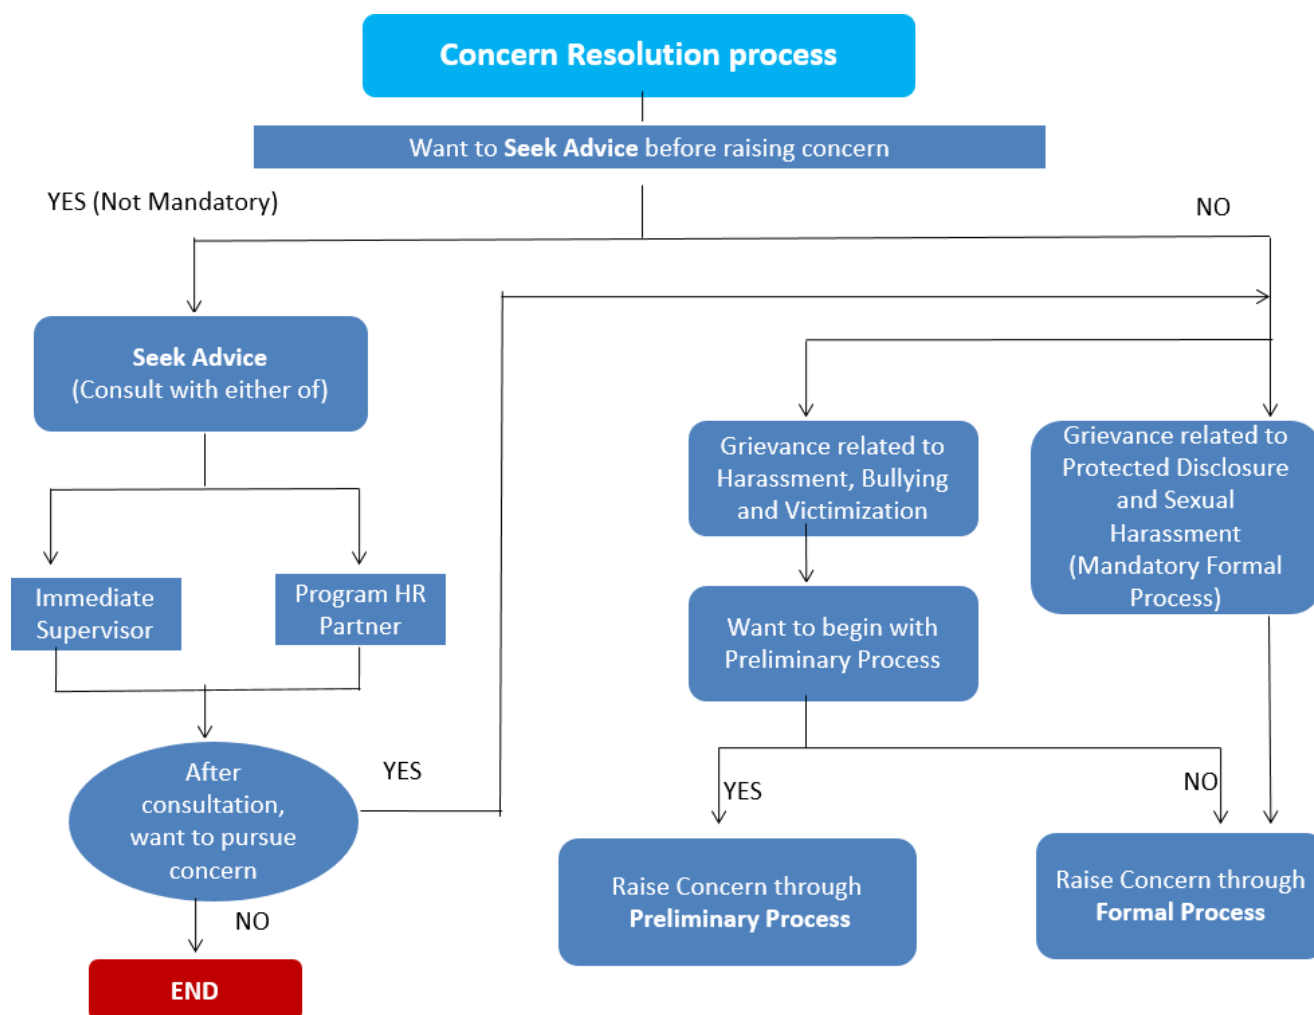 Concern Resolution process
Want to Seek Advice before raising concern
YES (Not Mandatory)
NO
Seek Advice
(Consult with either of)
Immediate
Supervisor
Program HR
Partner
After
consultation,
want to pursue
concern
YES
NO
END
Grievance related to
Harassment, Bullying
and Victimization
Grievance related to
Protected Disclosure
and Sexual
Harassment
(Mandatory Formal
Process)
Want to begin with
Preliminary Process
YES
NO
Raise Concern through
Preliminary Process
Raise Concern through
Formal Process